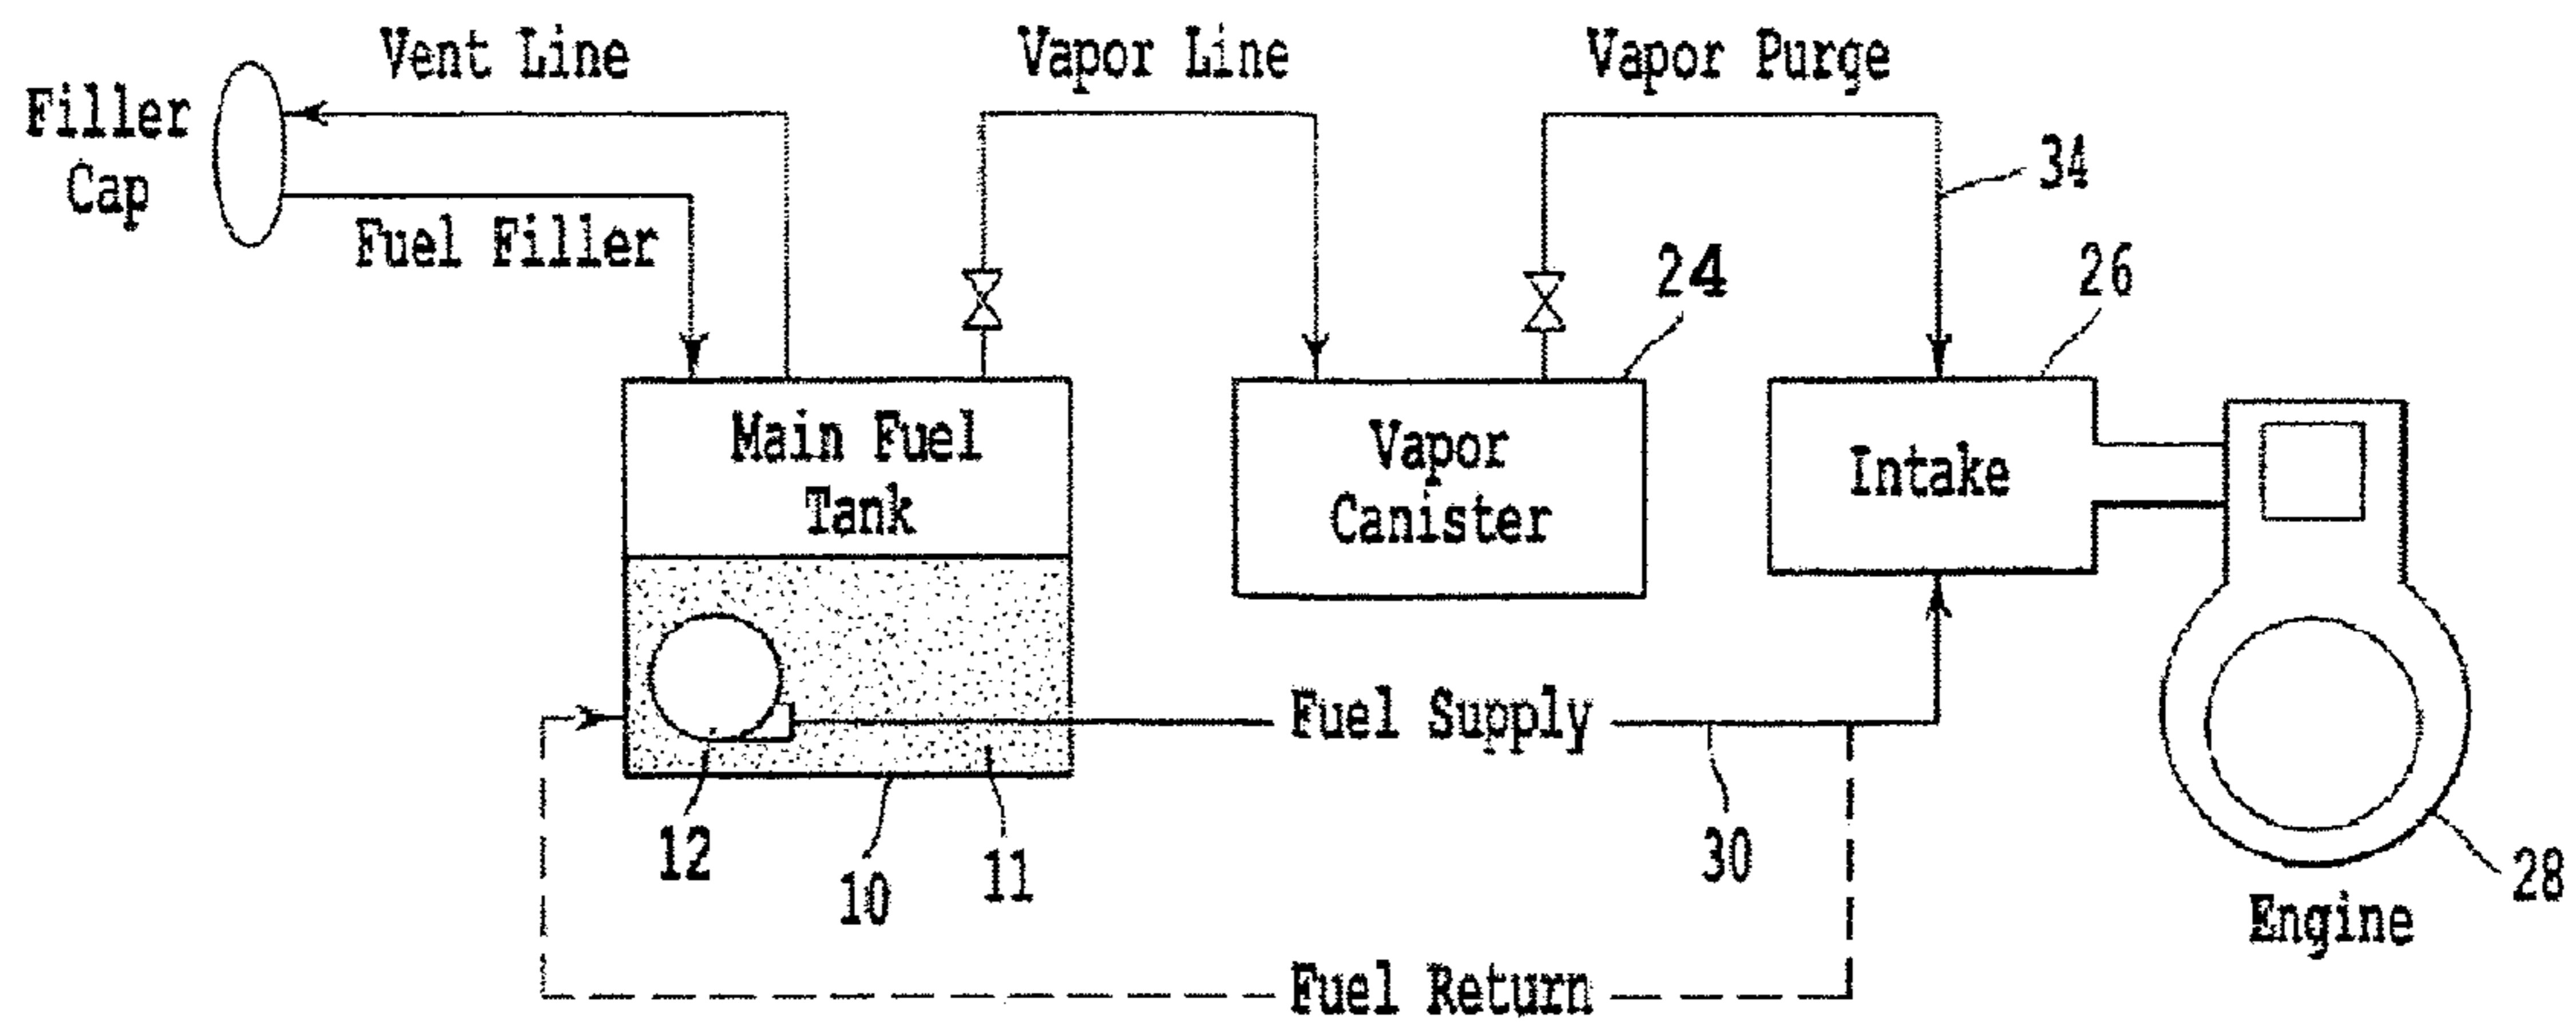 Vent Line
Vapor Line
Vapor Purge
Filler
Cap
34
Fuel Filler
24
26
Main Fuel
Tank
Vapor
Canister
Intake
Fuel Supply
12
10
11
30
28
Engine
Fuel Return